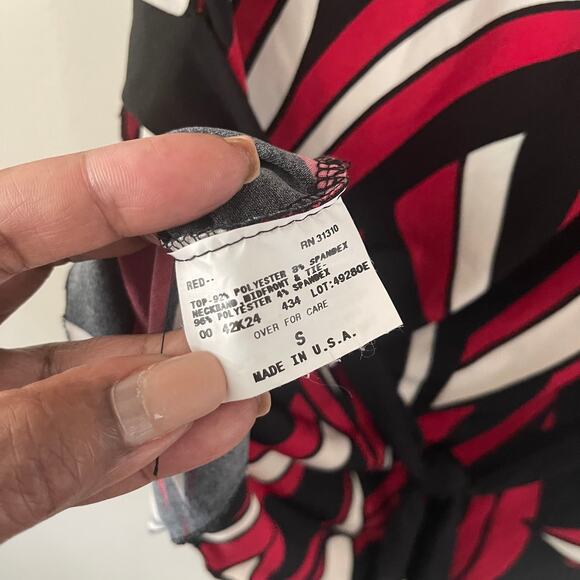 RN 31310
RED--
TOP-92% POLYESTER 8% SPANDEX
NECKBAND, MIDFRONT & TIE-
96% POLYESTER 4% SPANDEX
00 42K24 434 LOT:49280E
OVER FOR CARE
S
MADE IN U.S.A.